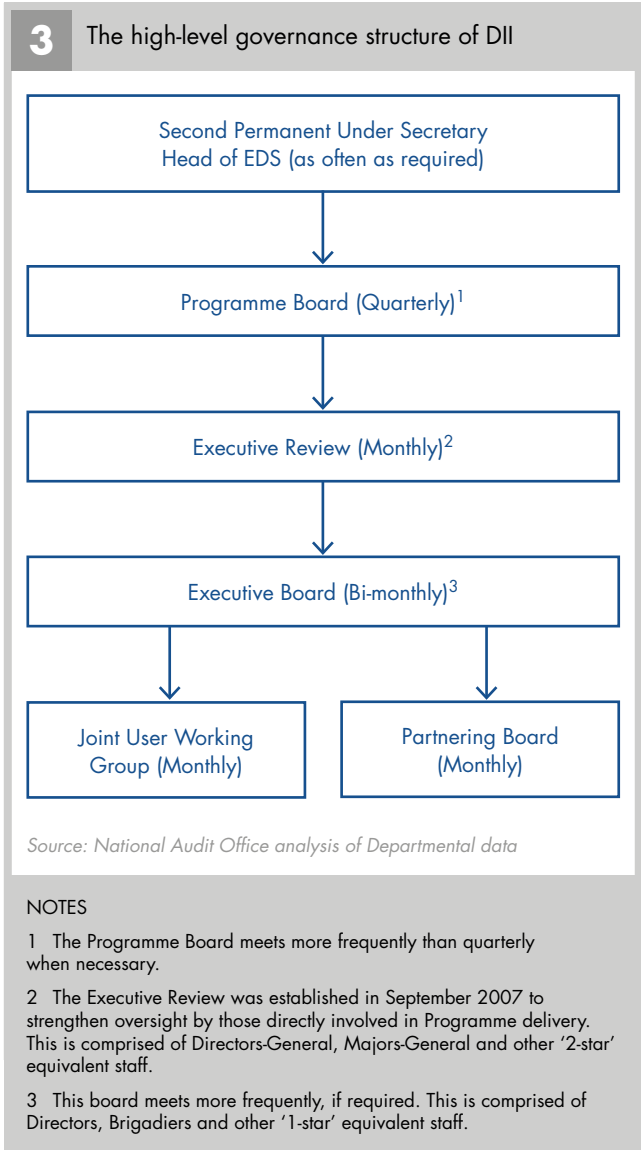 3
The high-level governance structure of DII
Second Permanent Under Secretary
Head of EDS (as often as required)
Programme Board (Quarterly)1
Executive Review (Monthly)2
Executive Board (Bi-monthly)3
Joint User Working
Group (Monthly)
Partnering Board
(Monthly)
Source: National Audit Office analysis of Departmental data
NOTES
1 The Programme Board meets more frequently than quarterly
when necessary.
2 The Executive Review was established in September 2007 to
strengthen oversight by those directly involved in Programme delivery.
This is comprised of Directors-General, Majors-General and other ‘2-star’
equivalent staff.
3 This board meets more frequently, if required. This is comprised of
Directors, Brigadiers and other ‘1-star’ equivalent staff.